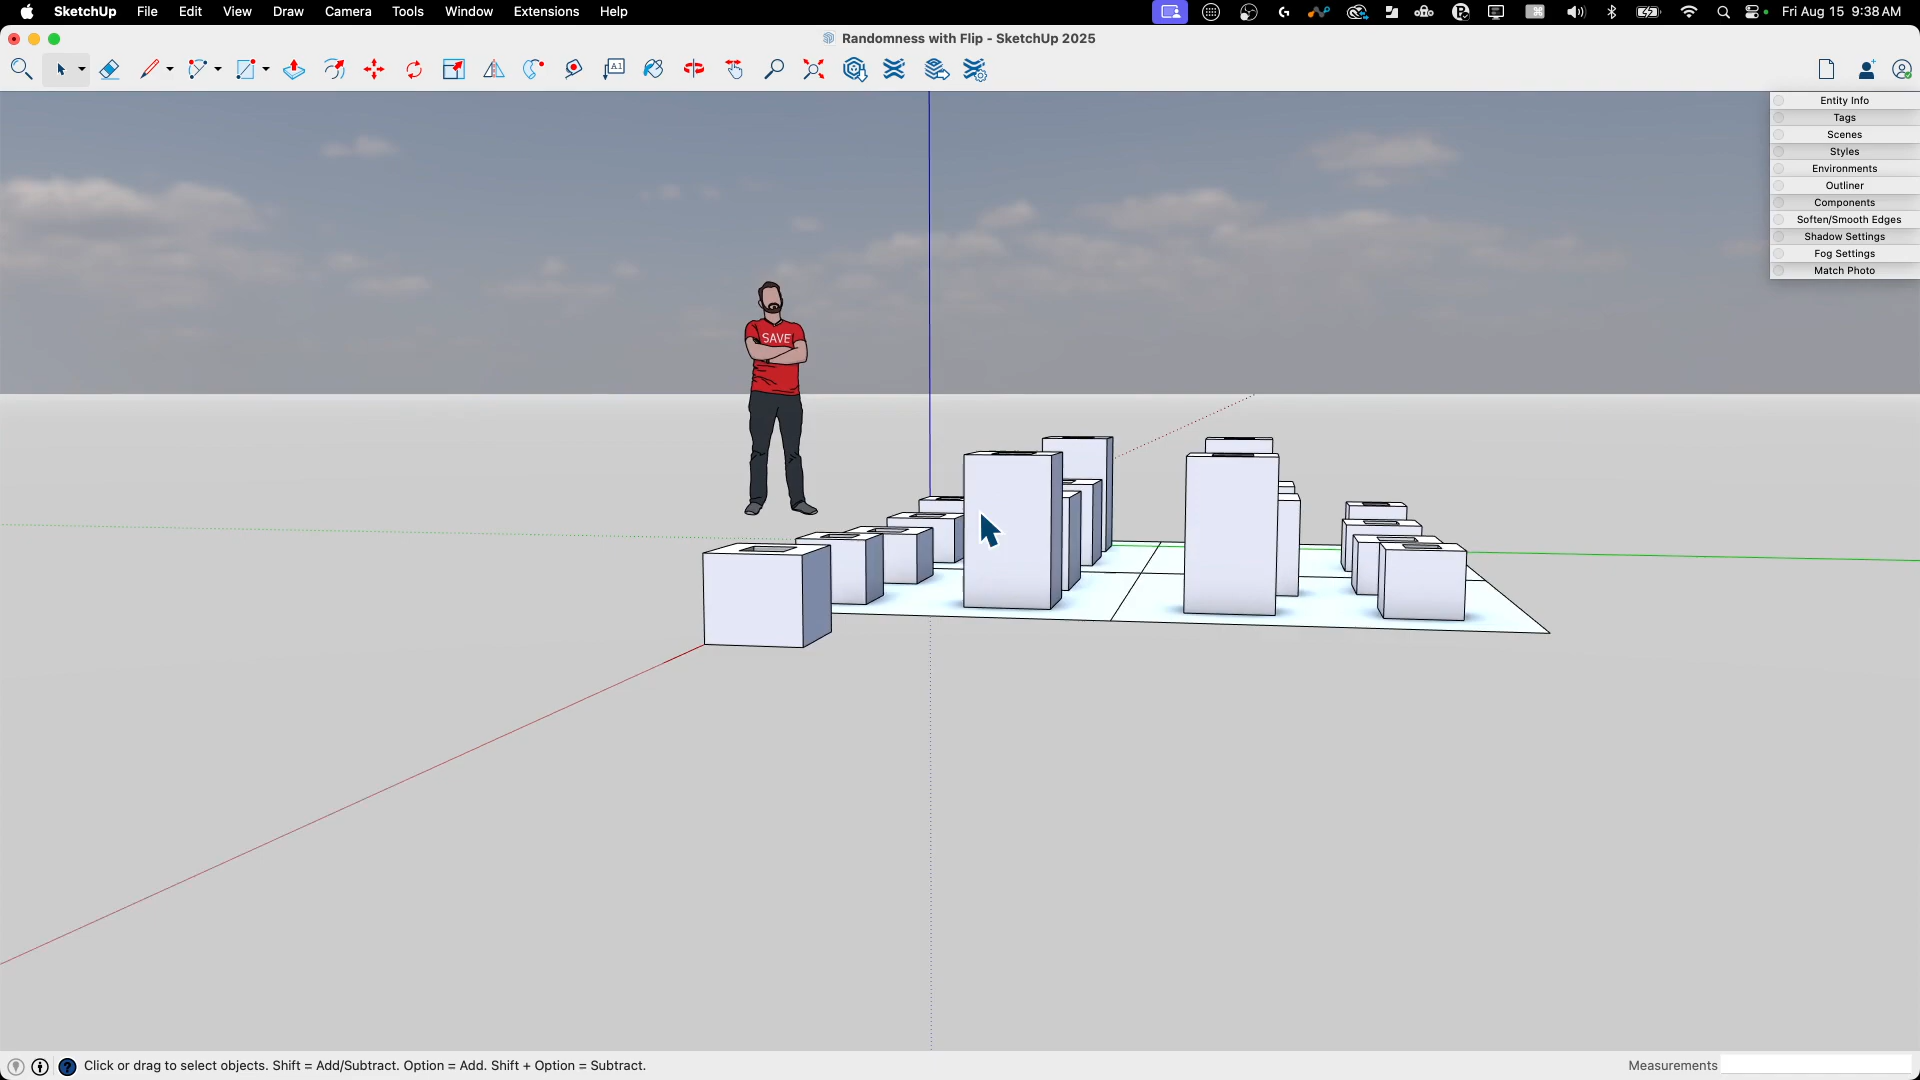 SketchUp File Edit View Draw Camera Tools Window Extensions Help Fri Aug 15 9:38 AM
Randomness with Flip - SketchUp 2025
A1
Entity Info
Tags
Scenes
Styles
Environments
Outliner
Components
Soften/Smooth Edges
Shadow Settings
Fog Settings
Match Photo
SAVE
Click or drag to select objects. Shift = Add/Subtract. Option = Add. Shift + Option = Subtract. Measurements